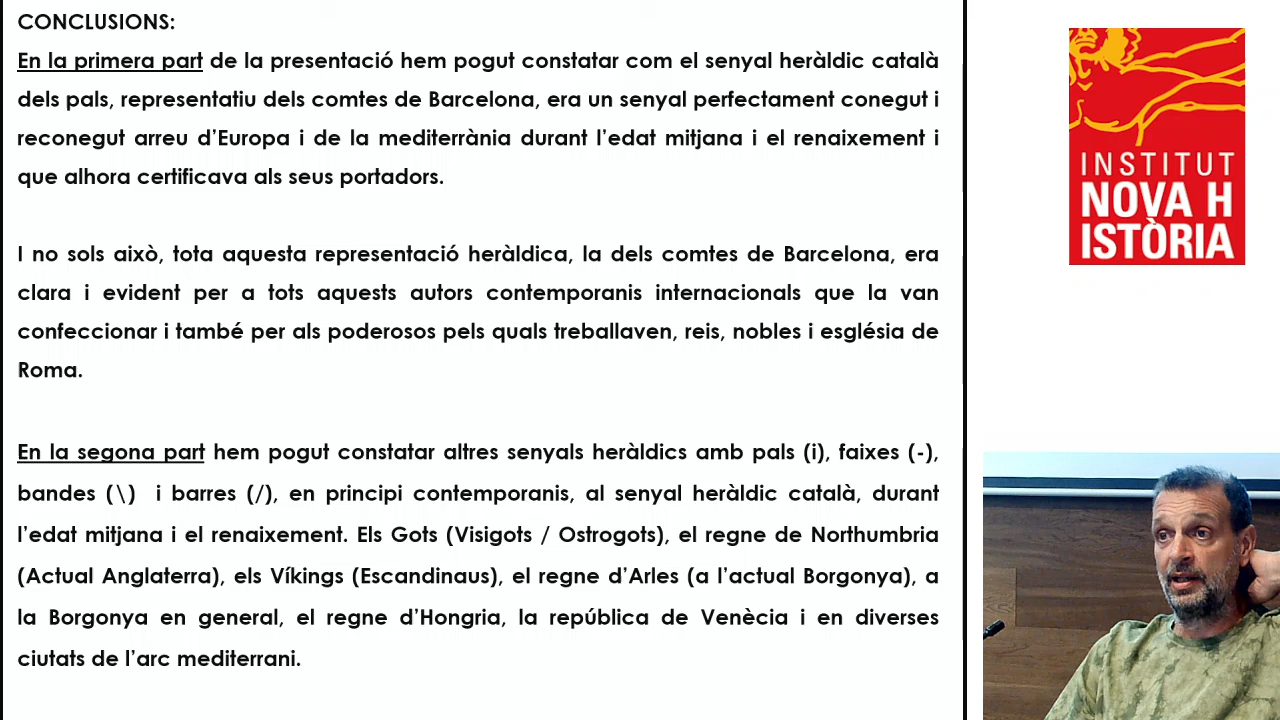 CONCLUSIONS:
En la primera part de la presentació hem pogut constatar com el senyal heràldic català
dels pals, representatiu dels comtes de Barcelona, era un senyal perfectament conegut i
reconegut arreu d’Europa i de la mediterrània durant l’edat mitjana i el renaixement i
que alhora certificava als seus portadors.
I no sols això, tota aquesta representació heràldica, la dels comtes de Barcelona, era
clara i evident per a tots aquests autors contemporanis internacionals que la van
confeccionar i també per als poderosos pels quals treballaven, reis, nobles i església de
Roma.
En la segona part hem pogut constatar altres senyals heràldics amb pals (i), faixes (-),
bandes (\) i barres (/), en principi contemporanis, al senyal heràldic català, durant
l’edat mitjana i el renaixement. Els Gots (Visigots / Ostrogots), el regne de Northumbria
(Actual Anglaterra), els Víkings (Escandinaus), el regne d’Arles (a l’actual Borgonya), a
la Borgonya en general, el regne d’Hongria, la república de Venècia i en diverses
ciutats de l’arc mediterrani.
INSTITUT
NOVA H
ISTÒRIA